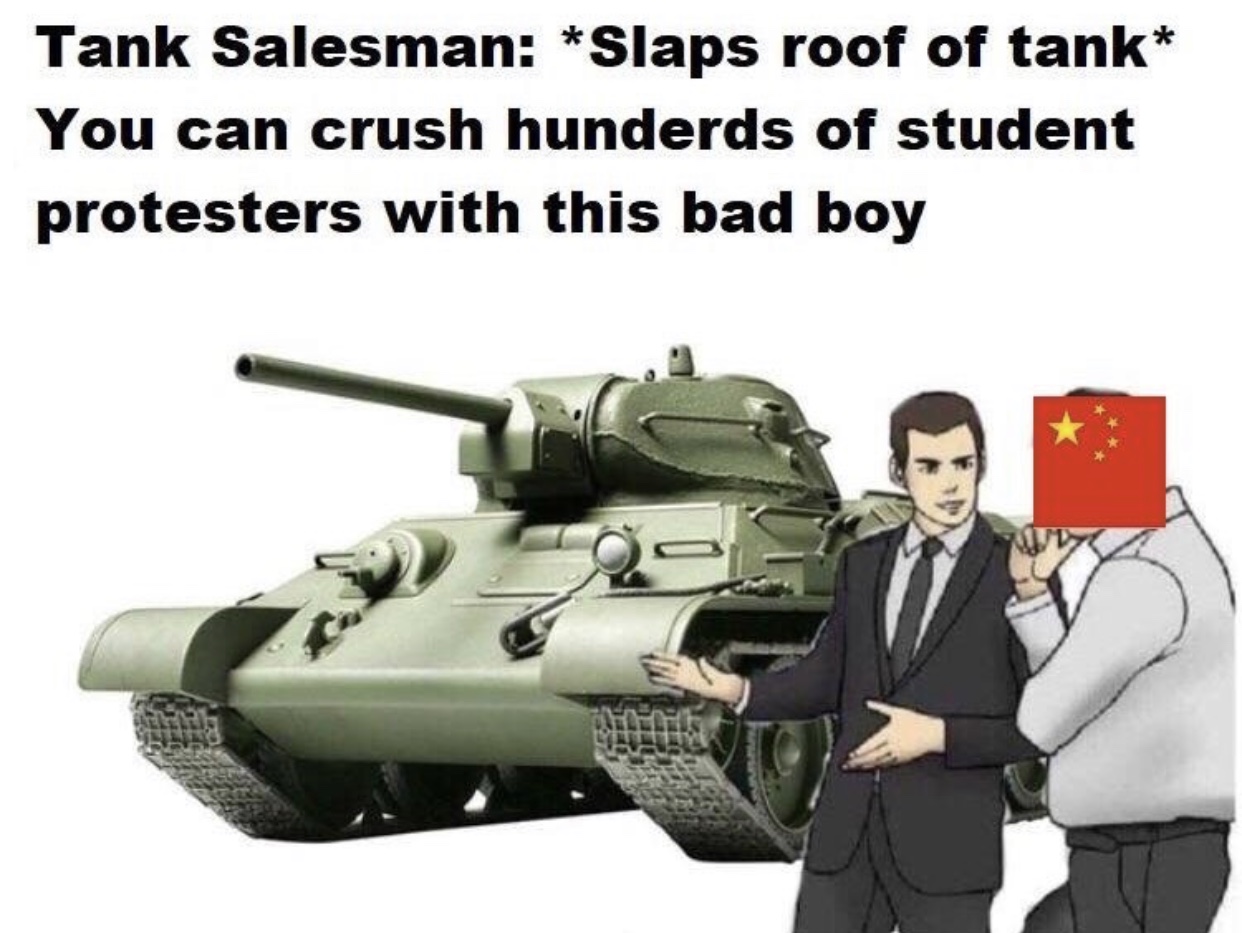 Tank Salesman: *Slaps roof of tank*
You can crush hunderds of student
protesters with this bad boy